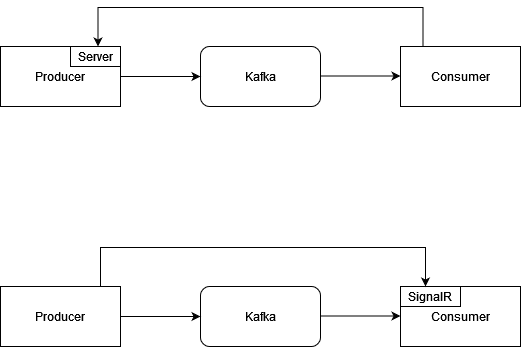 Server
Producer
Kafka
Consumer
SignalR
Producer
Kafka
Consumer